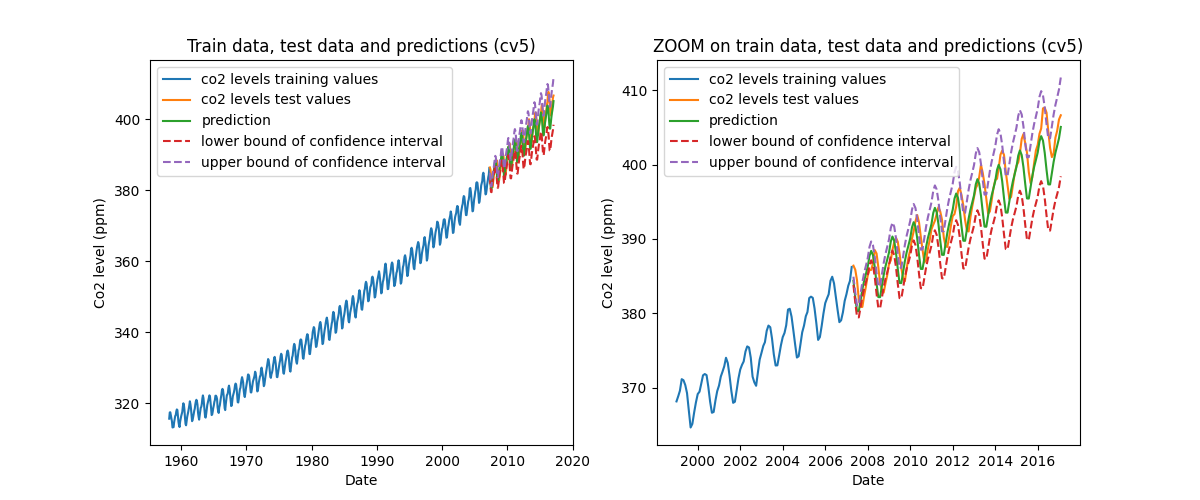 Train data, test data and predictions (cv5)
co2 levels training values
co2 levels test values
prediction
lower bound of confidence interval
upper bound of confidence interval
400
380
360
340
320
Co2 level (ppm)
1960 1970 1980 1990 2000 2010 2020
Date
ZOOM on train data, test data and predictions (cv5)
co2 levels training values
co2 levels test values
prediction
lower bound of confidence interval
upper bound of confidence interval
410
400
390
380
370
Co2 level (ppm)
2000 2002 2004 2006 2008 2010 2012 2014 2016
Date